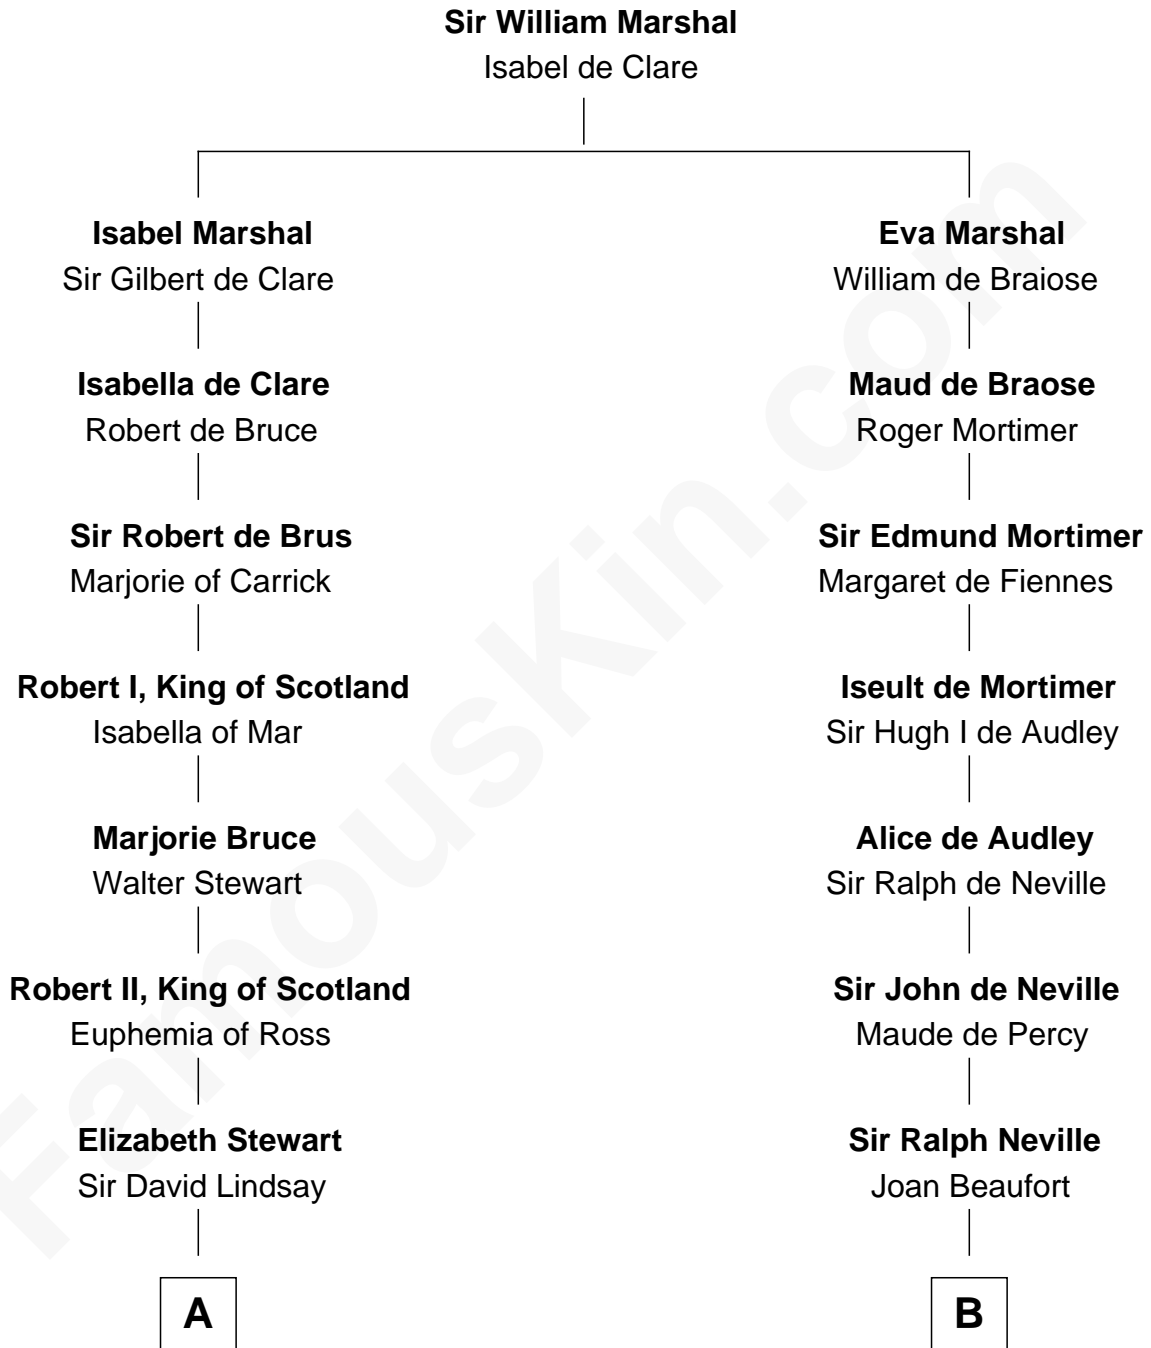 Sir William Marshal
Isabel de Clare
Isabel Marshal
Sir Gilbert de Clare
Eva Marshal
William de Braiose
Isabella de Clare
Robert de Bruce
Maud de Braose
Roger Mortimer
Sir Robert de Brus
Marjorie of Carrick
Sir Edmund Mortimer
Margaret de Fiennes
Robert I, King of Scotland
Isabella of Mar
Iseult de Mortimer
Sir Hugh I de Audley
Marjorie Bruce
Walter Stewart
Alice de Audley
Sir Ralph de Neville
Robert II, King of Scotland
Euphemia of Ross
Sir John de Neville
Maude de Percy
Elizabeth Stewart
Sir David Lindsay
Sir Ralph Neville
Joan Beaufort
A
B
FamousKin.com